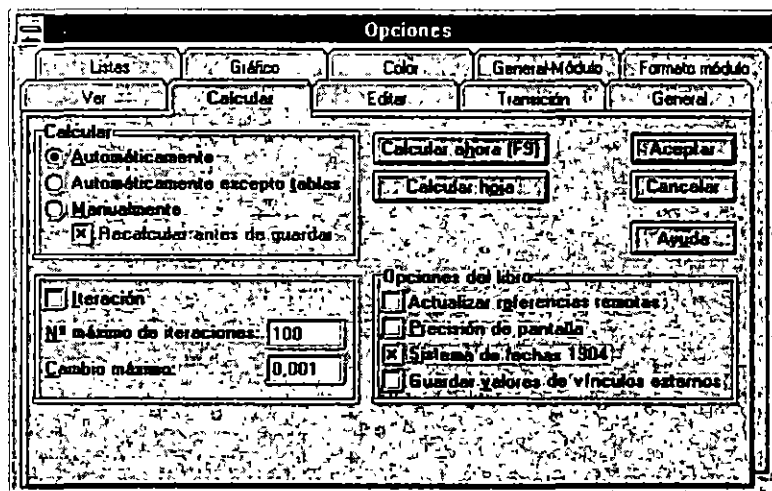 Opciones
Listas Gráfico Color General-Módulo Formato módulo
Ver Calcular Editar Transición General
Calcular
Automáticamente
Automáticamente excepto tablas
Manualmente
Recalcular antes de guardar
Calcular ahora (F9)
Calcular hoja
Aceptar
Cancelar
Ayuda
Iteración
Nº máximo de iteraciones: 100
Cambio máximo: 0,001
Opciones del libro
Actualizar referencias remotas
Precisión de pantalla
Sistema de fechas 1904
Guardar valores de vínculos externos